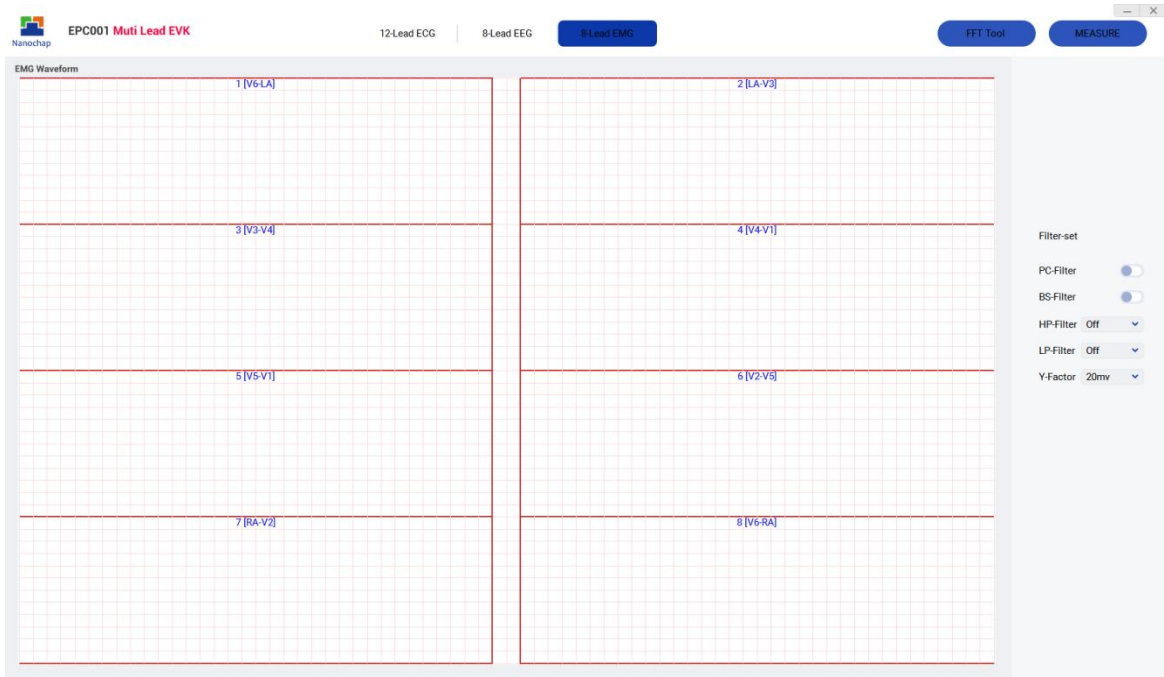 Nanochap
EPC001 Muti Lead EVK
12-Lead ECG
8-Lead EEG
8-Lead EMG
FFT Tool
MEASURE
EMG Waveform
1 [V6-LA]
2 [LA-V3]
3 [V3-V4]
4 [V4-V1]
5 [V5-V1]
6 [V2-V5]
7 [RA-V2]
8 [V6-RA]
Filter-set
PC-Filter
BS-Filter
HP-Filter Off
LP-Filter Off
Y-Factor 20mv